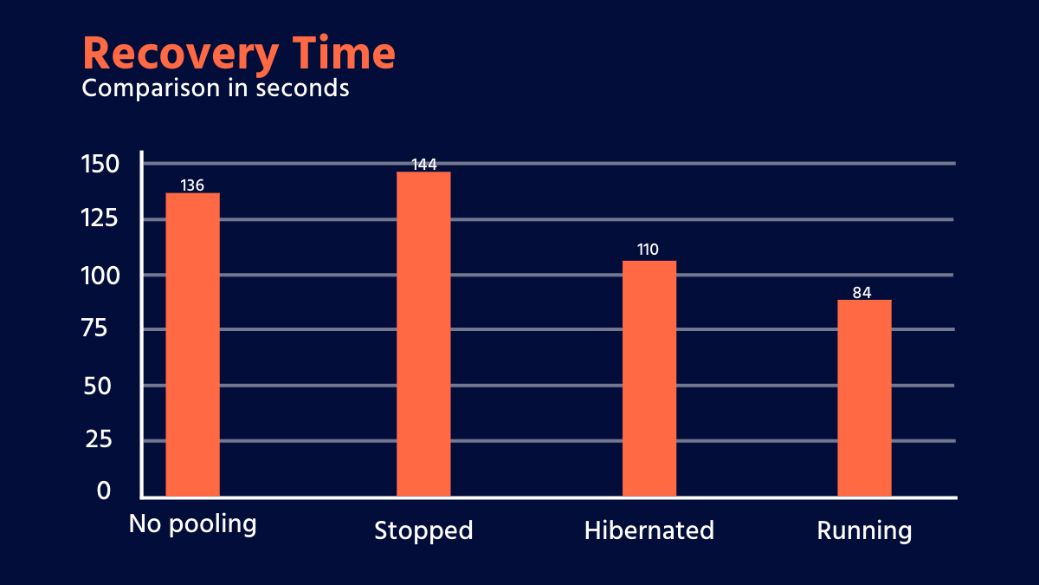 Recovery Time
Comparison in seconds
150
125
100
75
50
25
0
136
144
110
84
No pooling
Stopped
Hibernated
Running